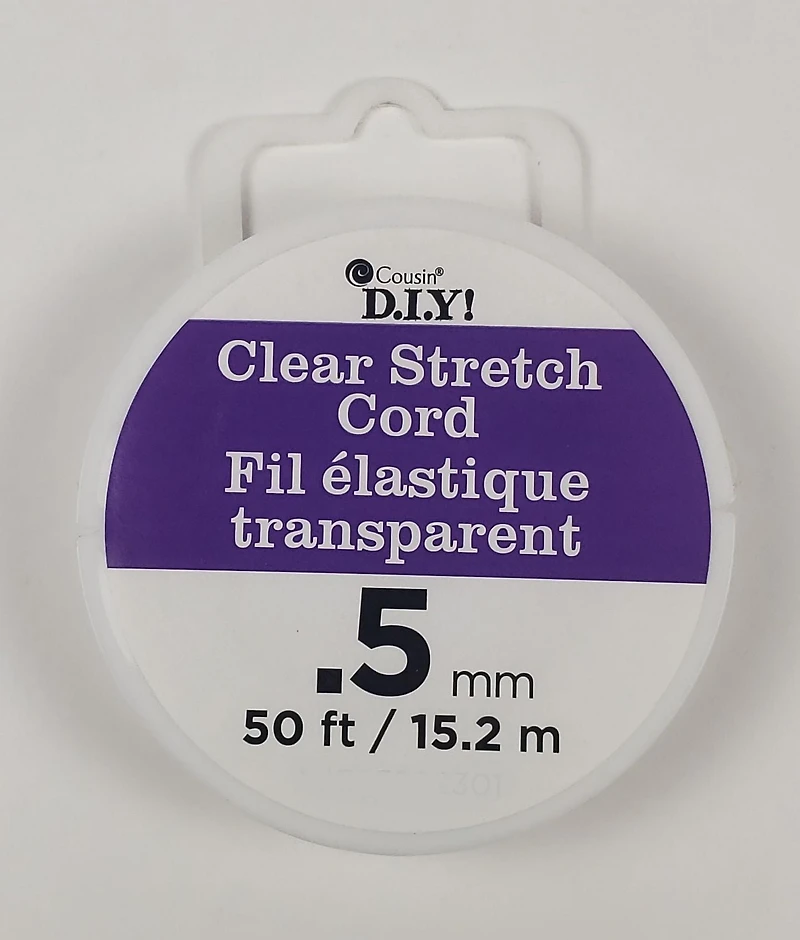 Cousin®
D.I.Y!
Clear Stretch
Cord
Fil élastique
transparent
.5 mm
50 ft / 15.2 m